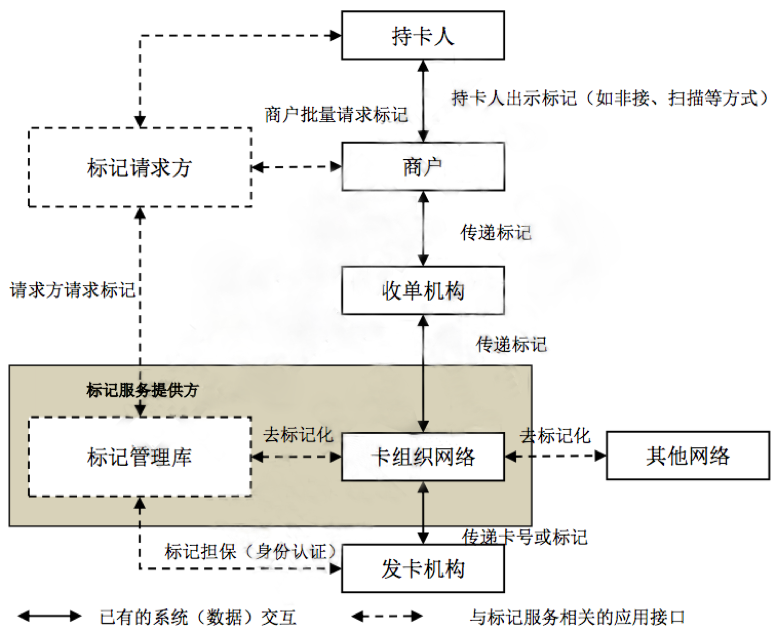 持卡人
持卡人出示标记（如非接、扫描等方式）
商户批量请求标记
标记请求方
商户
传递标记
请求方请求标记
收单机构
传递标记
标记服务提供方
去标记化
去标记化
标记管理库
卡组织网络
其他网络
传递卡号或标记
标记担保（身份认证）
发卡机构
已有的系统（数据）交互
与标记服务相关的应用接口